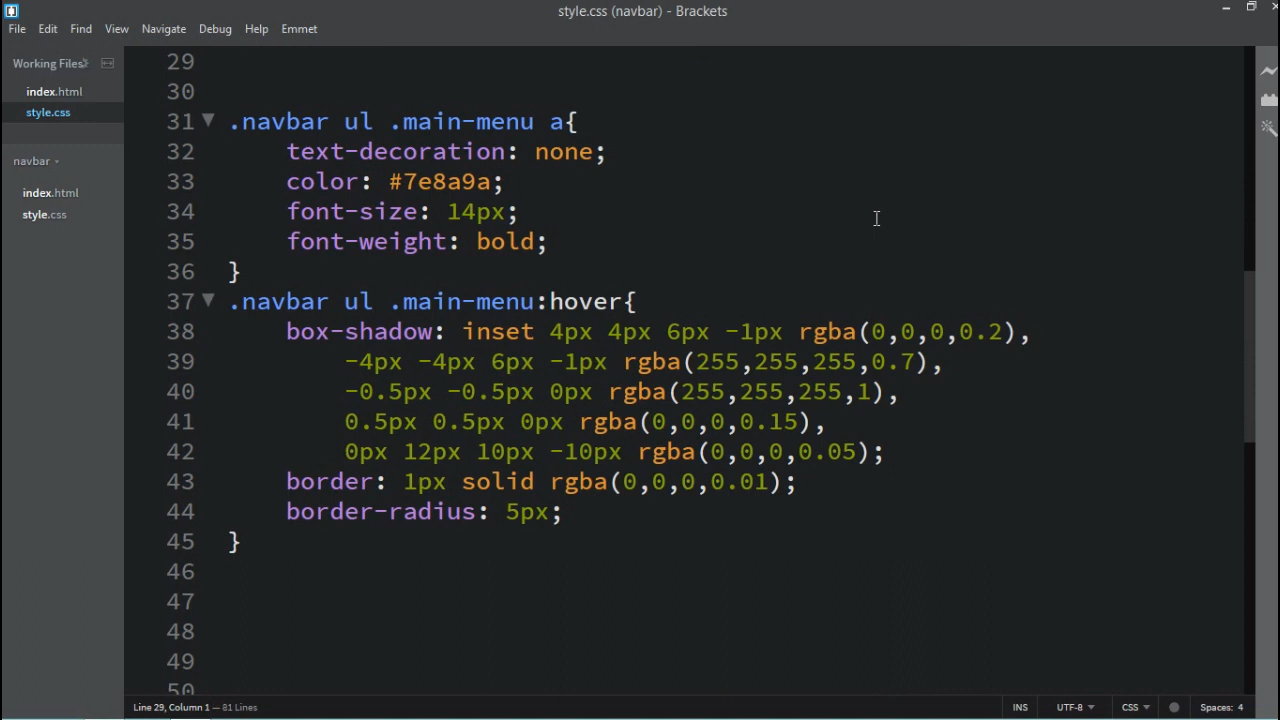 style.css (navbar) - Brackets
File Edit Find View Navigate Debug Help Emmet
Working Files
index.html
style.css
navbar
index.html
style.css
29
30
31 .navbar ul .main-menu a{
32 text-decoration: none;
33 color: #7e8a9a;
34 font-size: 14px;
35 font-weight: bold;
36 }
37 .navbar ul .main-menu:hover{
38 box-shadow: inset 4px 4px 6px -1px rgba(0,0,0,0.2),
39 -4px -4px 6px -1px rgba(255,255,255,0.7),
40 -0.5px -0.5px 0px rgba(255,255,255,1),
41 0.5px 0.5px 0px rgba(0,0,0,0.15),
42 0px 12px 10px -10px rgba(0,0,0,0.05);
43 border: 1px solid rgba(0,0,0,0.01);
44 border-radius: 5px;
45 }
46
47
48
49
50
Line 29, Column 1 — 81 Lines INS UTF-8 CSS Spaces: 4